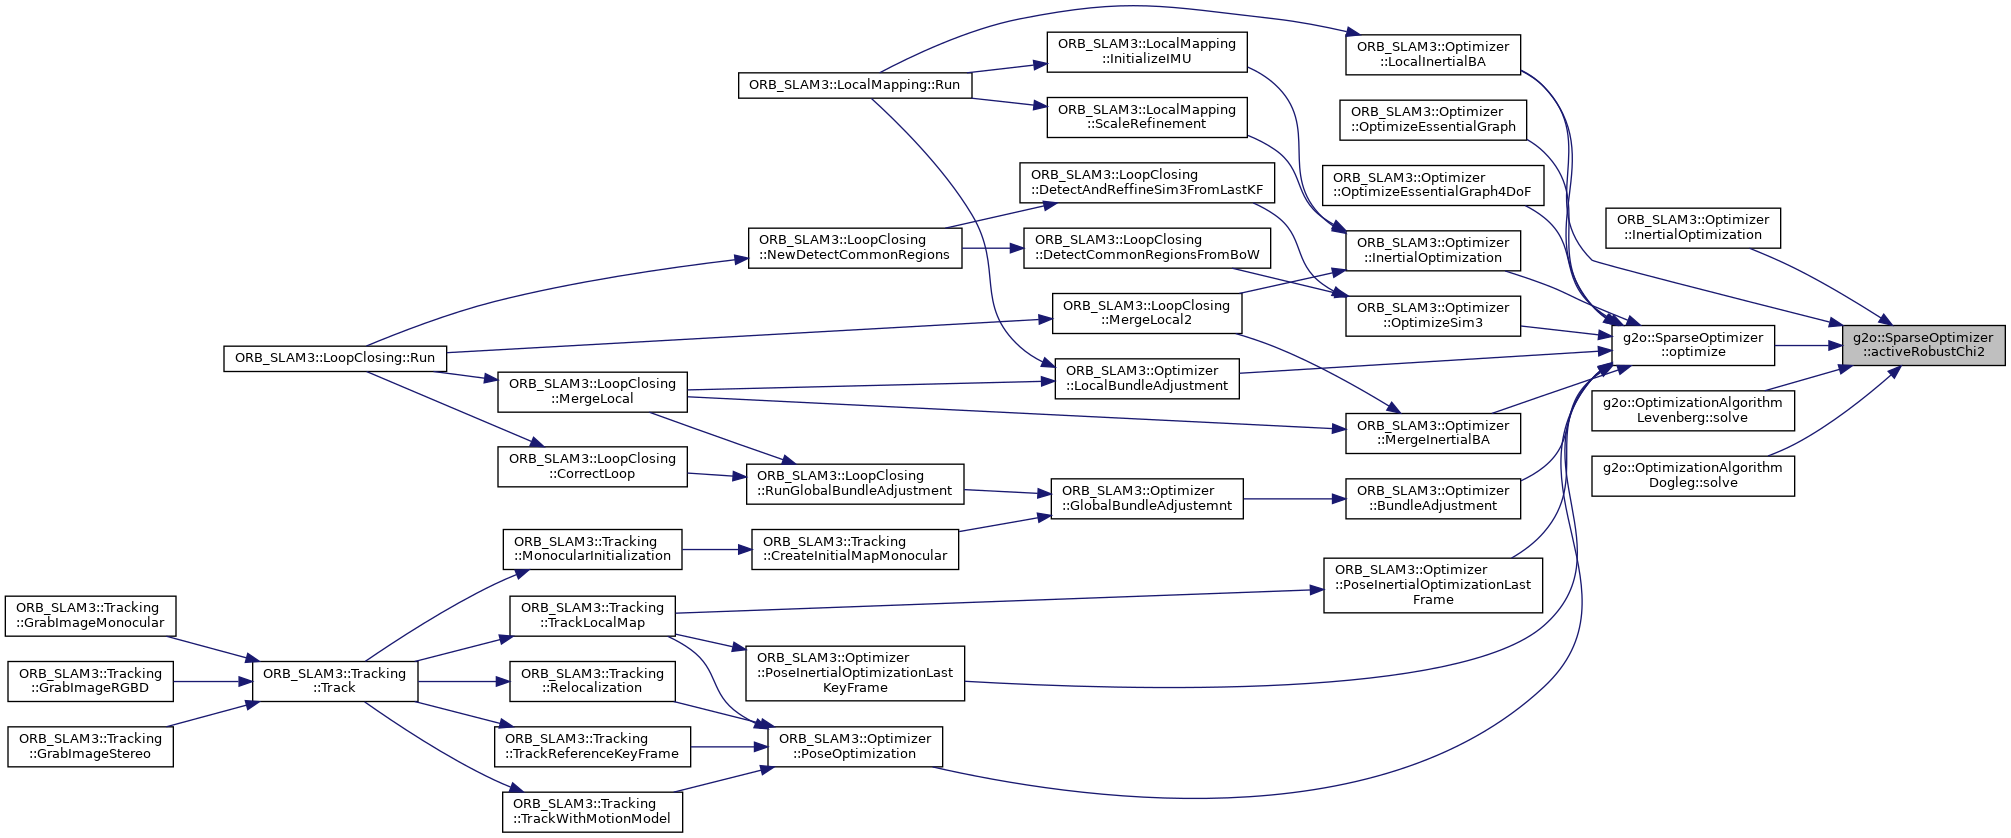 ORB_SLAM3::Optimizer
::LocalInertialBA
ORB_SLAM3::LocalMapping
::InitializeIMU
ORB_SLAM3::LocalMapping::Run
ORB_SLAM3::LocalMapping
::ScaleRefinement
ORB_SLAM3::Optimizer
::OptimizeEssentialGraph
ORB_SLAM3::LoopClosing
::DetectAndReffineSim3FromLastKF
ORB_SLAM3::Optimizer
::OptimizeEssentialGraph4DoF
ORB_SLAM3::Optimizer
::InertialOptimization
ORB_SLAM3::LoopClosing
::NewDetectCommonRegions
ORB_SLAM3::LoopClosing
::DetectCommonRegionsFromBoW
ORB_SLAM3::Optimizer
::InertialOptimization
ORB_SLAM3::LoopClosing
::MergeLocal2
ORB_SLAM3::Optimizer
::OptimizeSim3
g2o::SparseOptimizer
::optimize
g2o::SparseOptimizer
::activeRobustChi2
ORB_SLAM3::LoopClosing::Run
ORB_SLAM3::LoopClosing
::MergeLocal
ORB_SLAM3::Optimizer
::LocalBundleAdjustment
g2o::OptimizationAlgorithm
Levenberg::solve
ORB_SLAM3::Optimizer
::MergeInertialBA
ORB_SLAM3::LoopClosing
::CorrectLoop
ORB_SLAM3::LoopClosing
::RunGlobalBundleAdjustment
g2o::OptimizationAlgorithm
Dogleg::solve
ORB_SLAM3::Optimizer
::GlobalBundleAdjustemnt
ORB_SLAM3::Optimizer
::BundleAdjustment
ORB_SLAM3::Tracking
::MonocularInitialization
ORB_SLAM3::Tracking
::CreateInitialMapMonocular
ORB_SLAM3::Optimizer
::PoseInertialOptimizationLast
Frame
ORB_SLAM3::Tracking
::GrabImageMonocular
ORB_SLAM3::Tracking
::TrackLocalMap
ORB_SLAM3::Optimizer
::PoseInertialOptimizationLast
KeyFrame
ORB_SLAM3::Tracking
::GrabImageRGBD
ORB_SLAM3::Tracking
::Track
ORB_SLAM3::Tracking
::Relocalization
ORB_SLAM3::Tracking
::GrabImageStereo
ORB_SLAM3::Tracking
::TrackReferenceKeyFrame
ORB_SLAM3::Optimizer
::PoseOptimization
ORB_SLAM3::Tracking
::TrackWithMotionModel